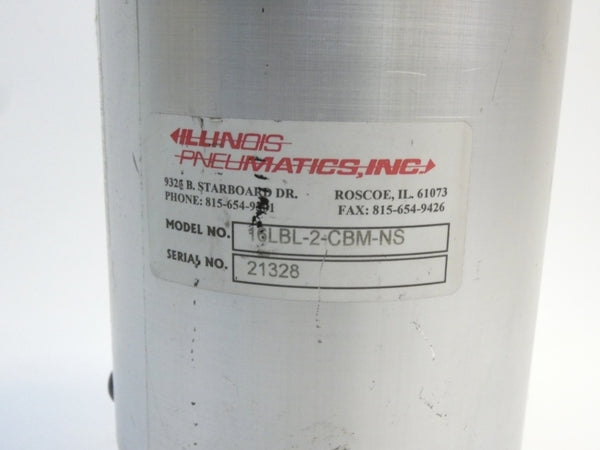 ILLINOIS
PNEUMATICS, INC.
B. STARBOARD DR. ROSCOE, IL. 61073
PHONE: FAX: 815-654-9426
MODEL NO. 16LBL-2-CBM-NS
SERIAL NO. 21328